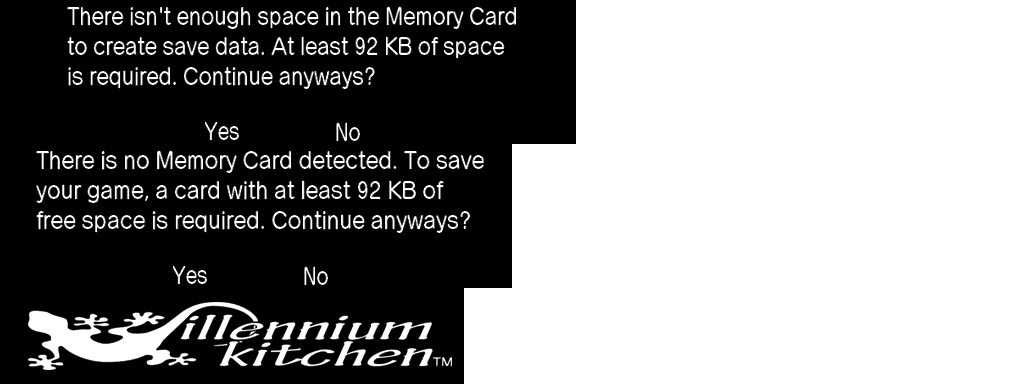 There isn't enough space in the Memory Card
to create save data. At least 92 KB of space
is required. Continue anyways?
Yes No
There is no Memory Card detected. To save
your game, a card with at least 92 KB of
free space is required. Continue anyways?
Yes No
millennium
kitchen™